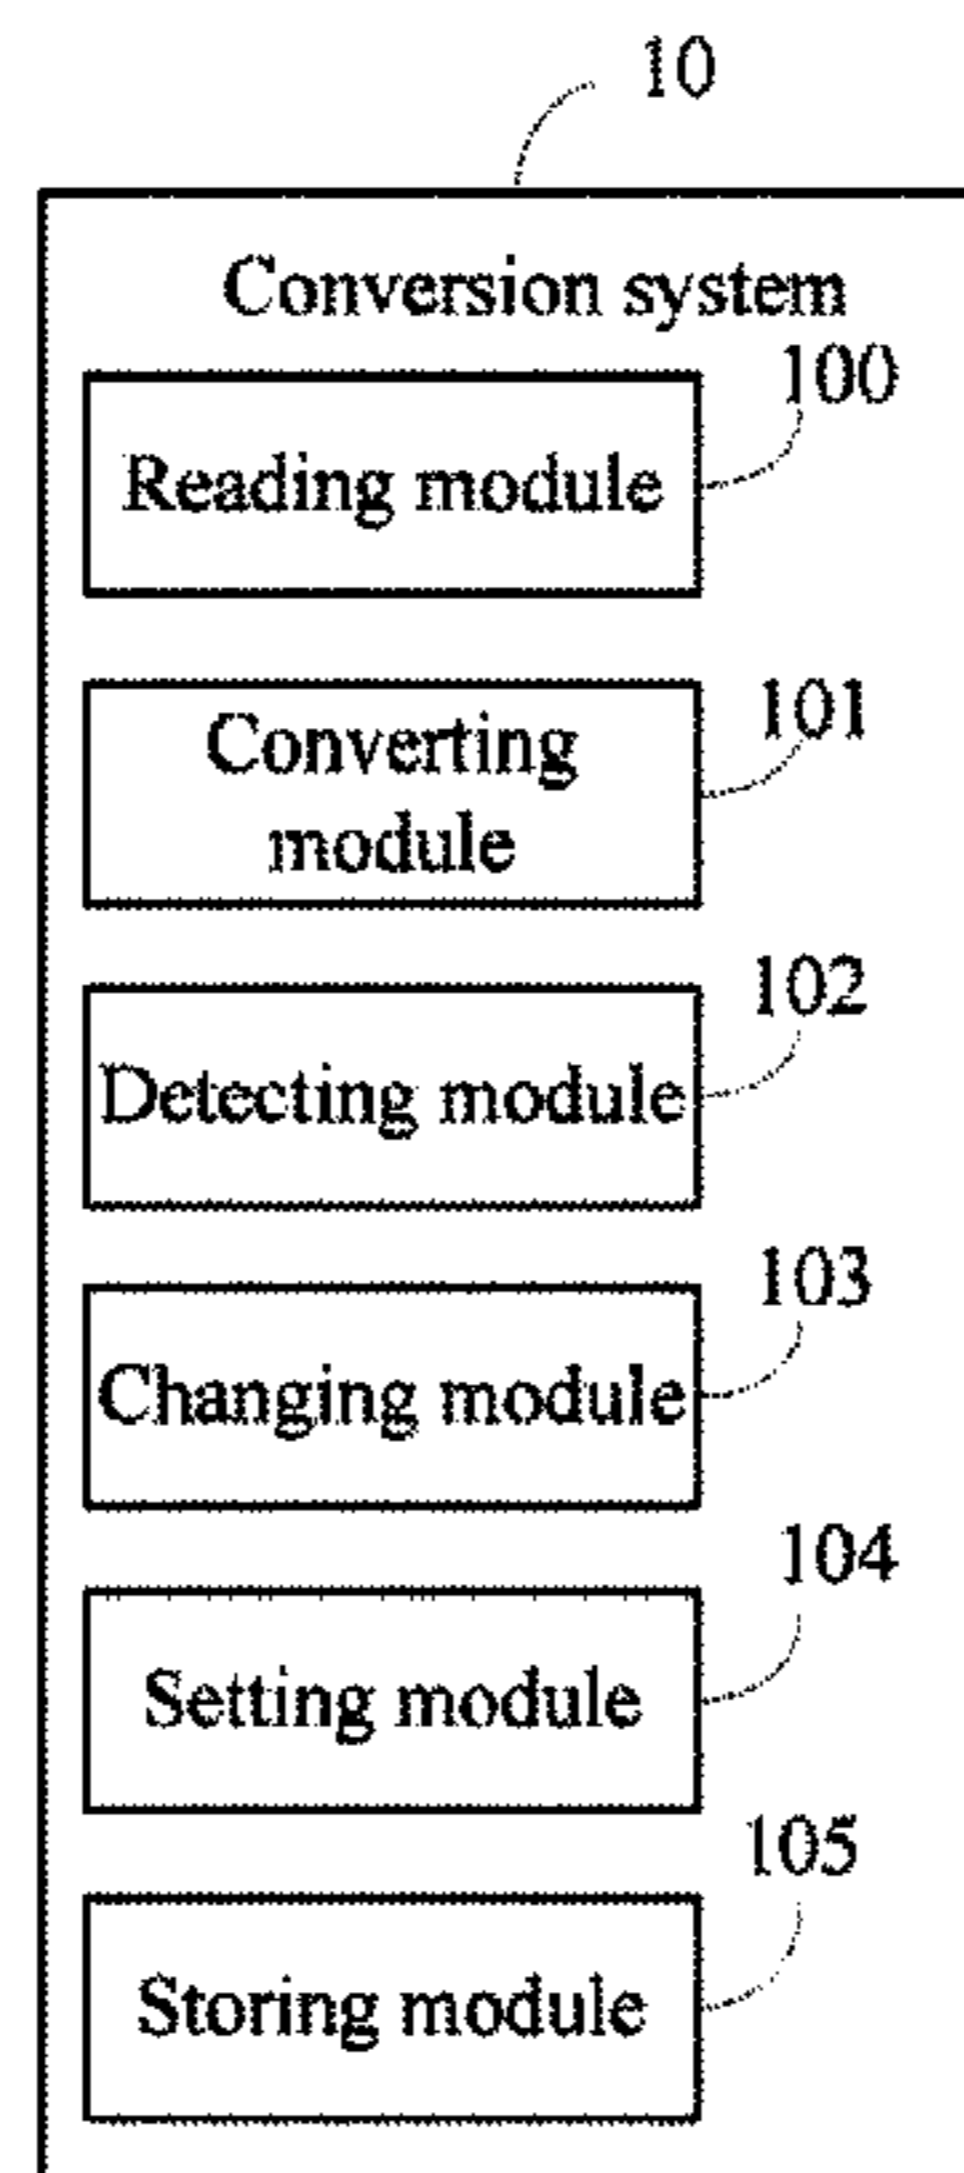 10
Conversion system
100
Reading module
101
Converting
module
102
Detecting module
103
Changing module
104
Setting module
105
Storing module